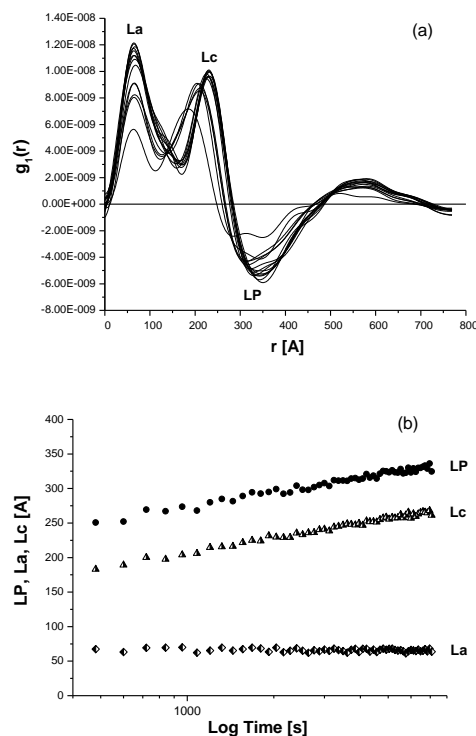 (a)
La
Lc
LP
1.40E-008
1.20E-008
1.00E-008
8.00E-009
6.00E-009
4.00E-009
2.00E-009
0.00E+000
-2.00E-009
-4.00E-009
-6.00E-009
-8.00E-009
g1(r)
0 100 200 300 400 500 600 700 800
r [A]
(b)
400
350
300
250
200
150
100
50
0
LP, La, Lc [A]
LP
Lc
La
1000
Log Time [s]